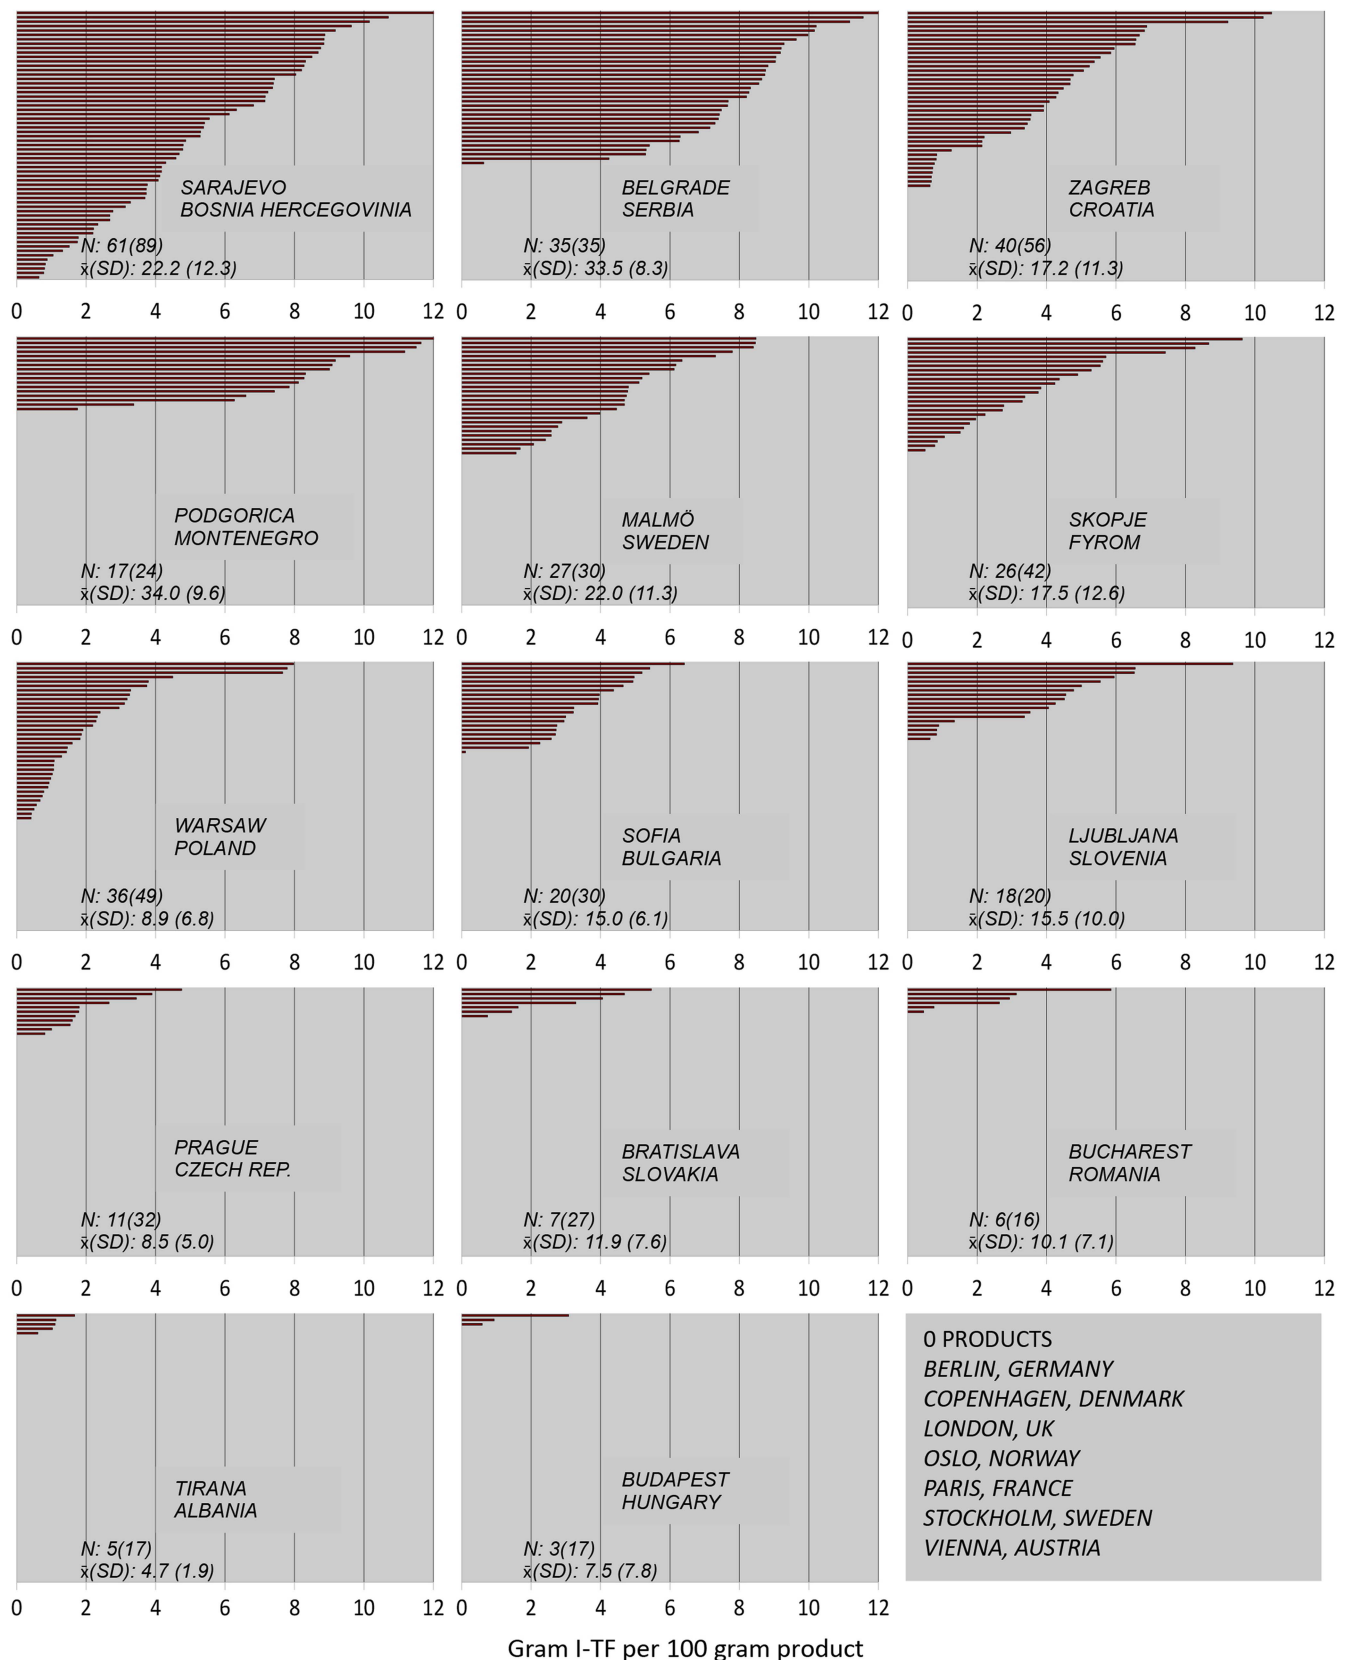 SARAJEVO
BOSNIA HERCEGOVINIA
N: 61(89)
x̄(SD): 22.2 (12.3)
0 2 4 6 8 10 12
BELGRADE
SERBIA
N: 35(35)
x̄(SD): 33.5 (8.3)
0 2 4 6 8 10 12
ZAGREB
CROATIA
N: 40(56)
x̄(SD): 17.2 (11.3)
0 2 4 6 8 10 12
PODGORICA
MONTENEGRO
N: 17(24)
x̄(SD): 34.0 (9.6)
0 2 4 6 8 10 12
MALMÖ
SWEDEN
N: 27(30)
x̄(SD): 22.0 (11.3)
0 2 4 6 8 10 12
SKOPJE
FYROM
N: 26(42)
x̄(SD): 17.5 (12.6)
0 2 4 6 8 10 12
WARSAW
POLAND
N: 36(49)
x̄(SD): 8.9 (6.8)
0 2 4 6 8 10 12
SOFIA
BULGARIA
N: 20(30)
x̄(SD): 15.0 (6.1)
0 2 4 6 8 10 12
LJUBLJANA
SLOVENIA
N: 18(20)
x̄(SD): 15.5 (10.0)
0 2 4 6 8 10 12
PRAGUE
CZECH REP.
N: 11(32)
x̄(SD): 8.5 (5.0)
0 2 4 6 8 10 12
BRATISLAVA
SLOVAKIA
N: 7(27)
x̄(SD): 11.9 (7.6)
0 2 4 6 8 10 12
BUCHAREST
ROMANIA
N: 6(16)
x̄(SD): 10.1 (7.1)
0 2 4 6 8 10 12
TIRANA
ALBANIA
N: 5(17)
x̄(SD): 4.7 (1.9)
0 2 4 6 8 10 12
BUDAPEST
HUNGARY
N: 3(17)
x̄(SD): 7.5 (7.8)
0 2 4 6 8 10 12
0 PRODUCTS
BERLIN, GERMANY
COPENHAGEN, DENMARK
LONDON, UK
OSLO, NORWAY
PARIS, FRANCE
STOCKHOLM, SWEDEN
VIENNA, AUSTRIA
Gram I-TF per 100 gram product